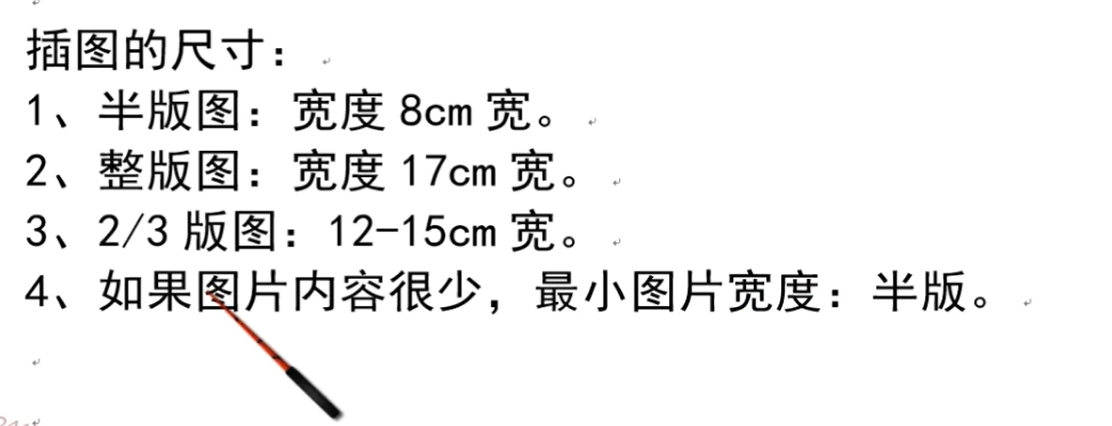 插图的尺寸：
1、半版图：宽度 8cm 宽。
2、整版图：宽度 17cm 宽。
3、2/3 版图：12-15cm 宽。
4、如果图片内容很少，最小图片宽度：半版。